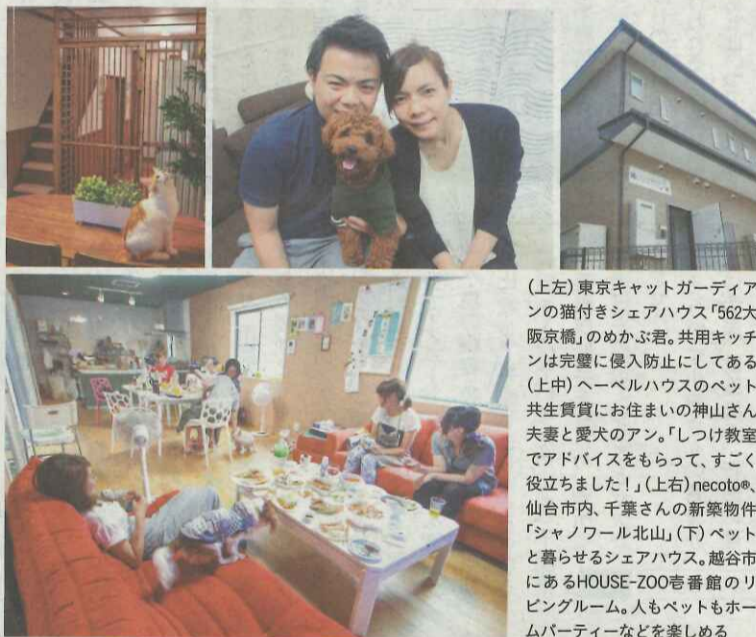 (上左)東京キャットガーディア
ンの猫付きシェアハウス「562大
阪京橋」のめかぶ君。共用キッチ
ンは完璧に侵入防止にしてある
(上中)ヘーベルハウスのペット
共生賃貸にお住まいの神山さん
夫妻と愛犬のアン。「しつけ教室
でアドバイスをもらって、すごく
役立ちました!」(上右)necoto®、
仙台市内、千葉さんの新築物件
「シャノワール北山」(下)ペット
と暮らせるシェアハウス。越谷市
にあるHOUSE-ZOO壱番館のリ
ビングルーム。人もペットもホー
ムパーティーなどを楽しめる